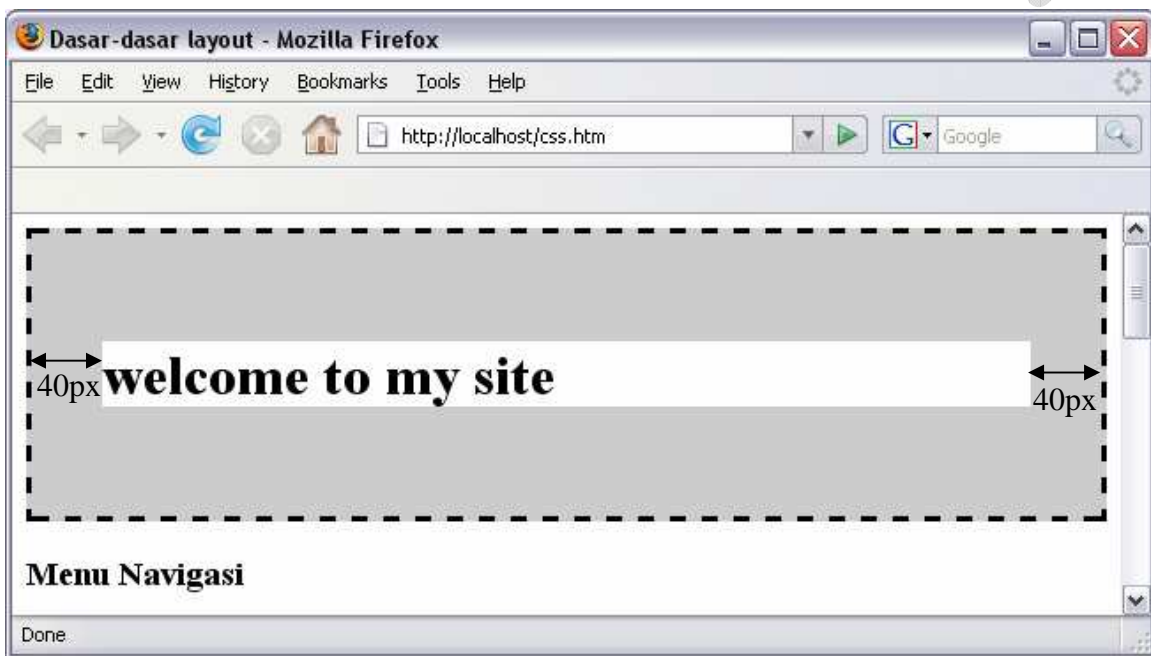 Dasar-dasar layout - Mozilla Firefox
File Edit View History Bookmarks Tools Help
http://localhost/css.htm G Google
welcome to my site
40px 40px
Menu Navigasi
Done